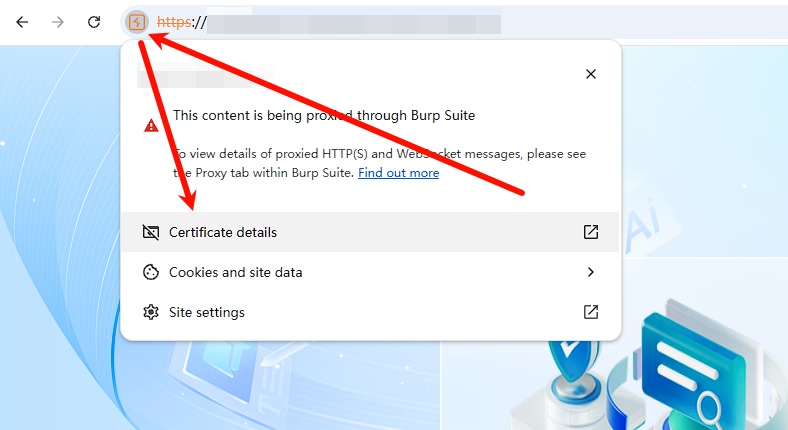 https://
This content is being proxied through Burp Suite
To view details of proxied HTTP(S) and WebSocket messages, please see
the Proxy tab within Burp Suite. Find out more
Certificate details
Cookies and site data
Site settings
Ai